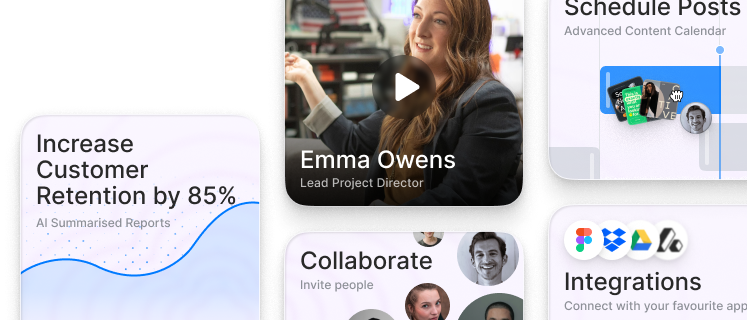 Increase
Customer
Retention by 85%
AI Summarised Reports
Emma Owens
Lead Project Director
Collaborate
Invite people
Schedule Posts
Advanced Content Calendar
Integrations
Connect with your favourite app